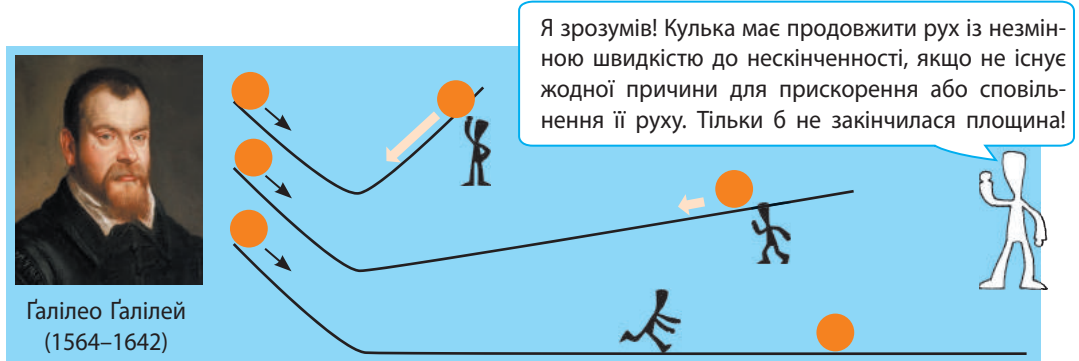 Я зрозумів! Кулька має продовжити рух із незмін-
ною швидкістю до нескінченності, якщо не існує
жодної причини для прискорення або сповіль-
нення її руху. Тільки б не закінчилася площина!
Ґалілео Ґалілей
(1564–1642)